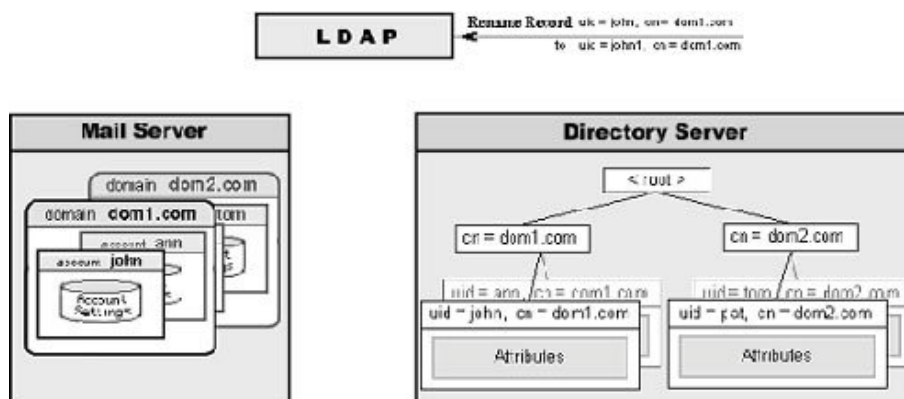 Rename Record uid = john, cn = dom1.com
LDAP
to uid = john1, cn = dom1.com
Mail Server
domain dom2.com
domain dom1.com
tom
account ann
account john
Account
Settings
Directory Server
< root >
cn = dom1.com
cn = dom2.com
uid = ann, cn = com1.com
uid = tom, cn = dom2.com
uid = john, cn = dom1.com
uid = pat, cn = dom2.com
Attributes
Attributes